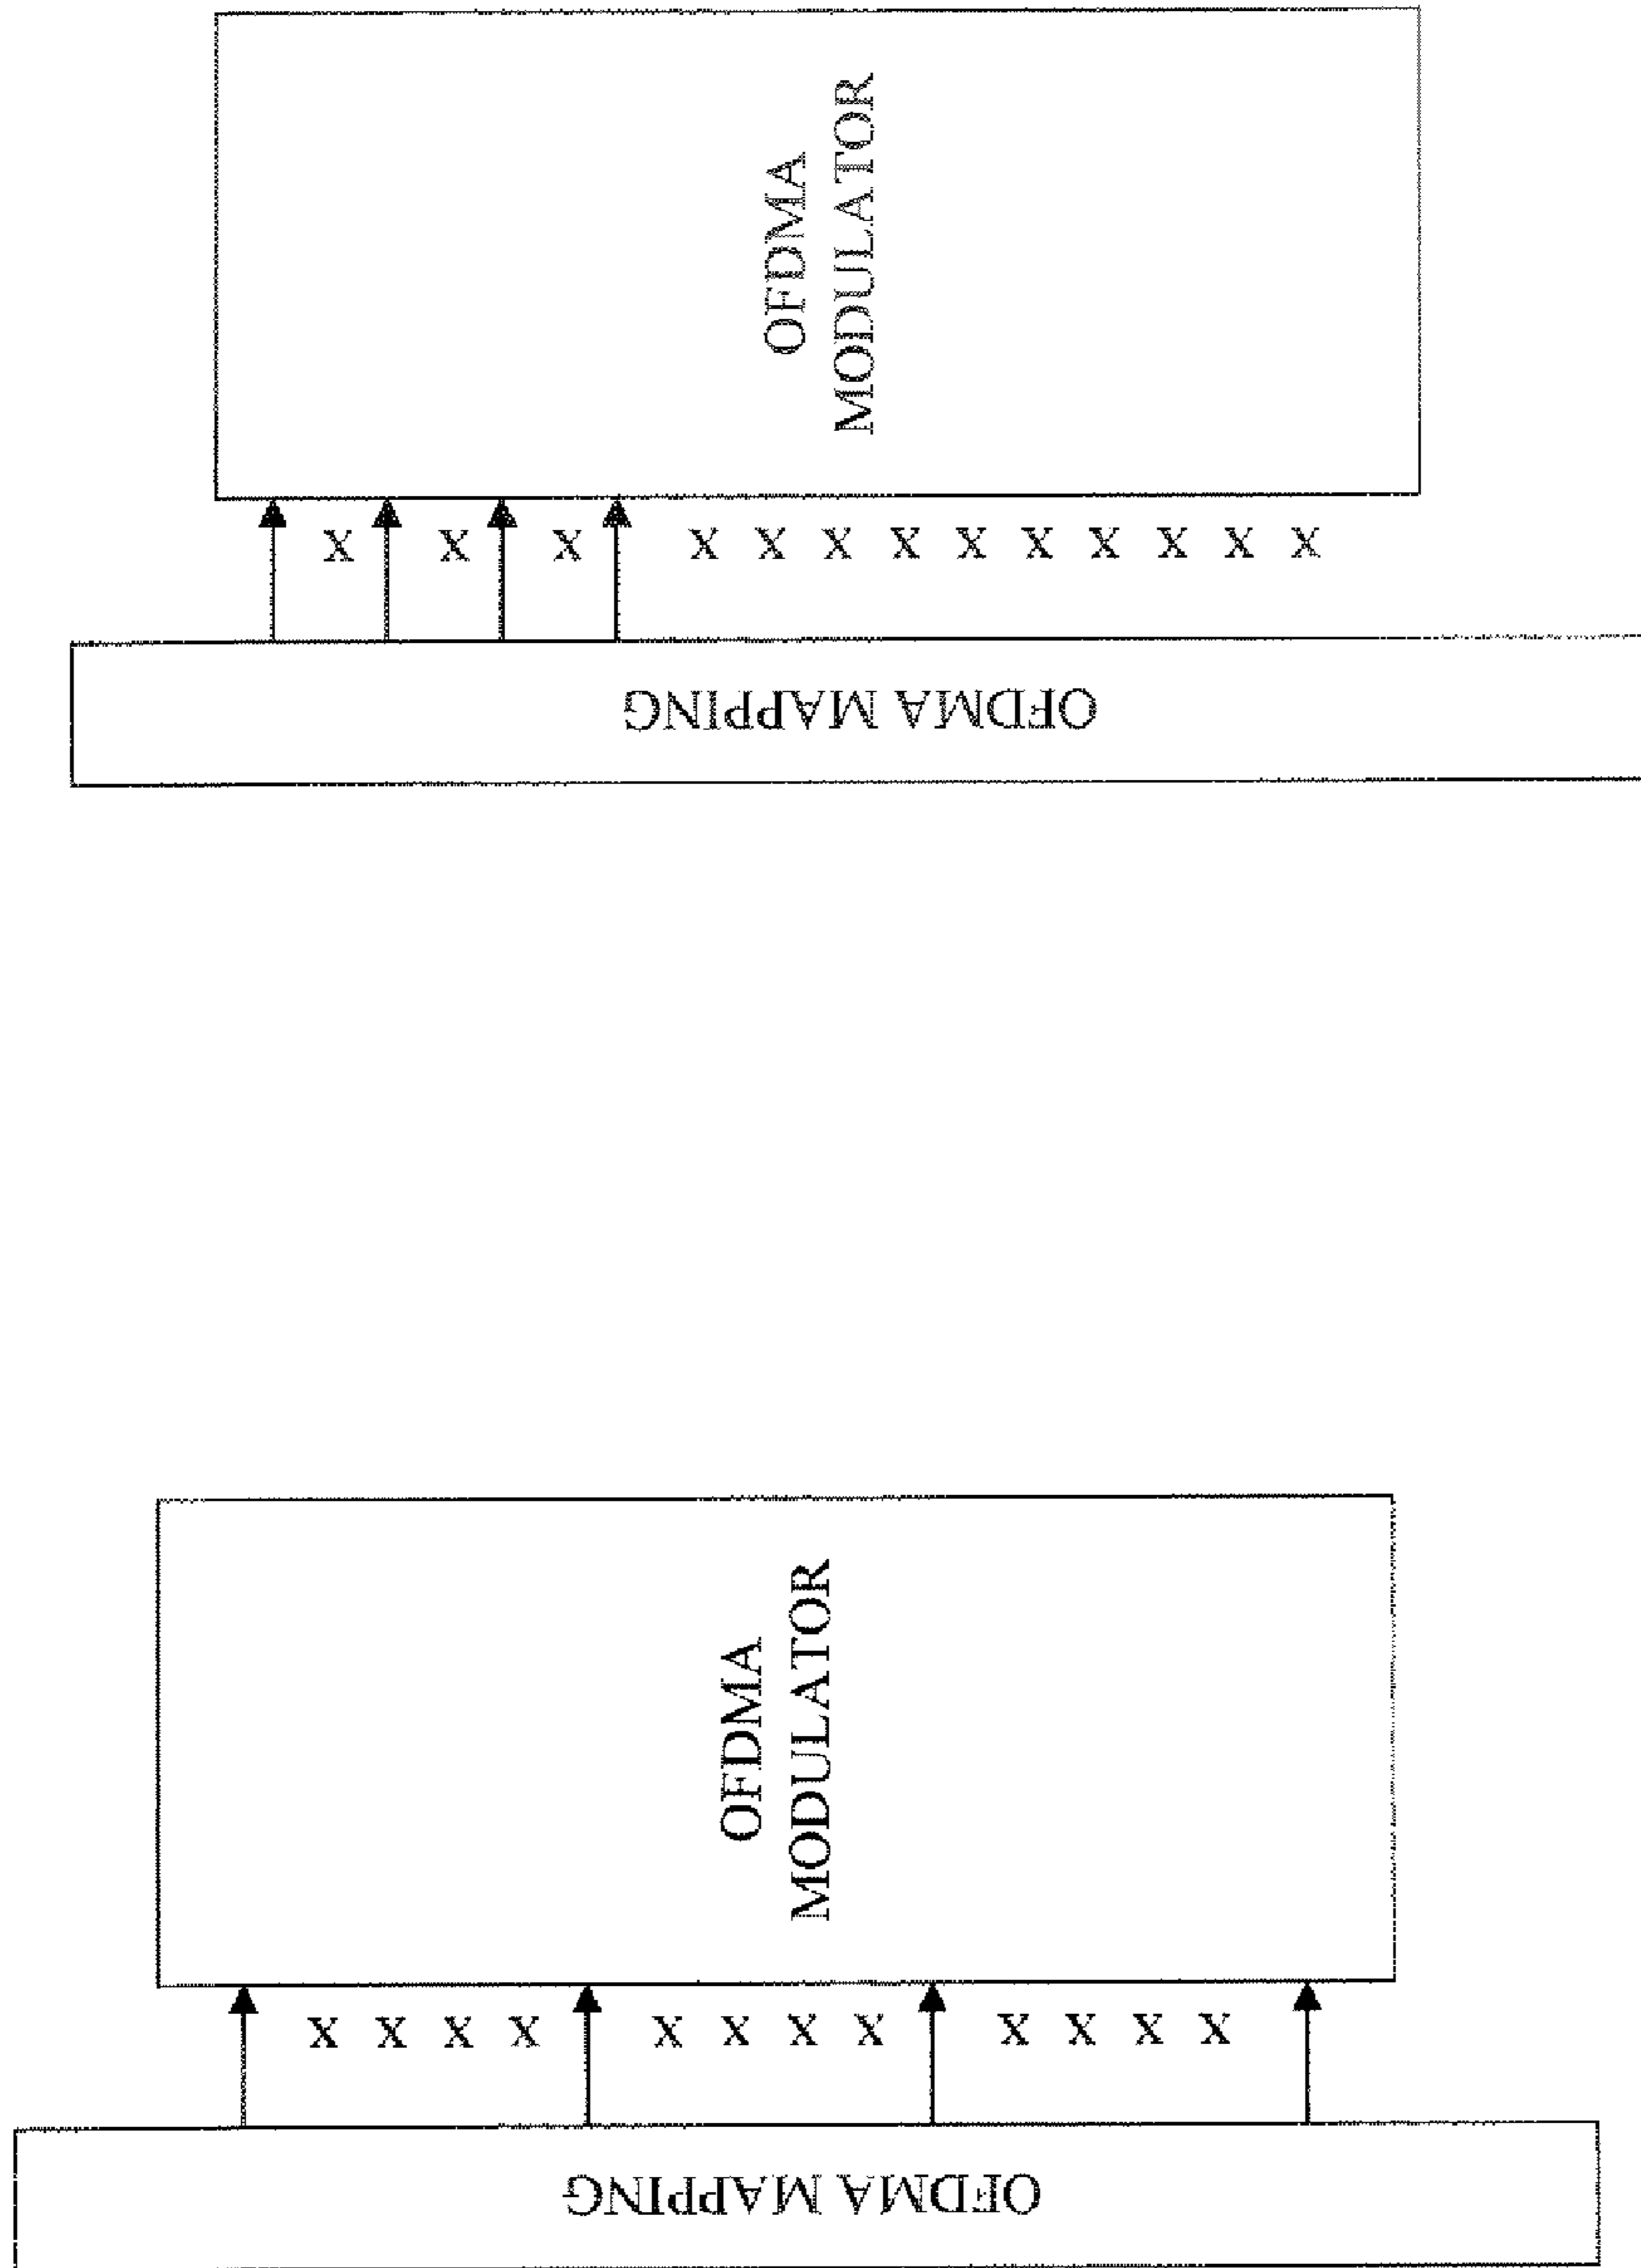 OFDMA
MODULATOR
X X X X X X X X X X X X X
OFDMA MAPPING
OFDMA
MODULATOR
X X X X X X X X X X X X
OFDMA MAPPING